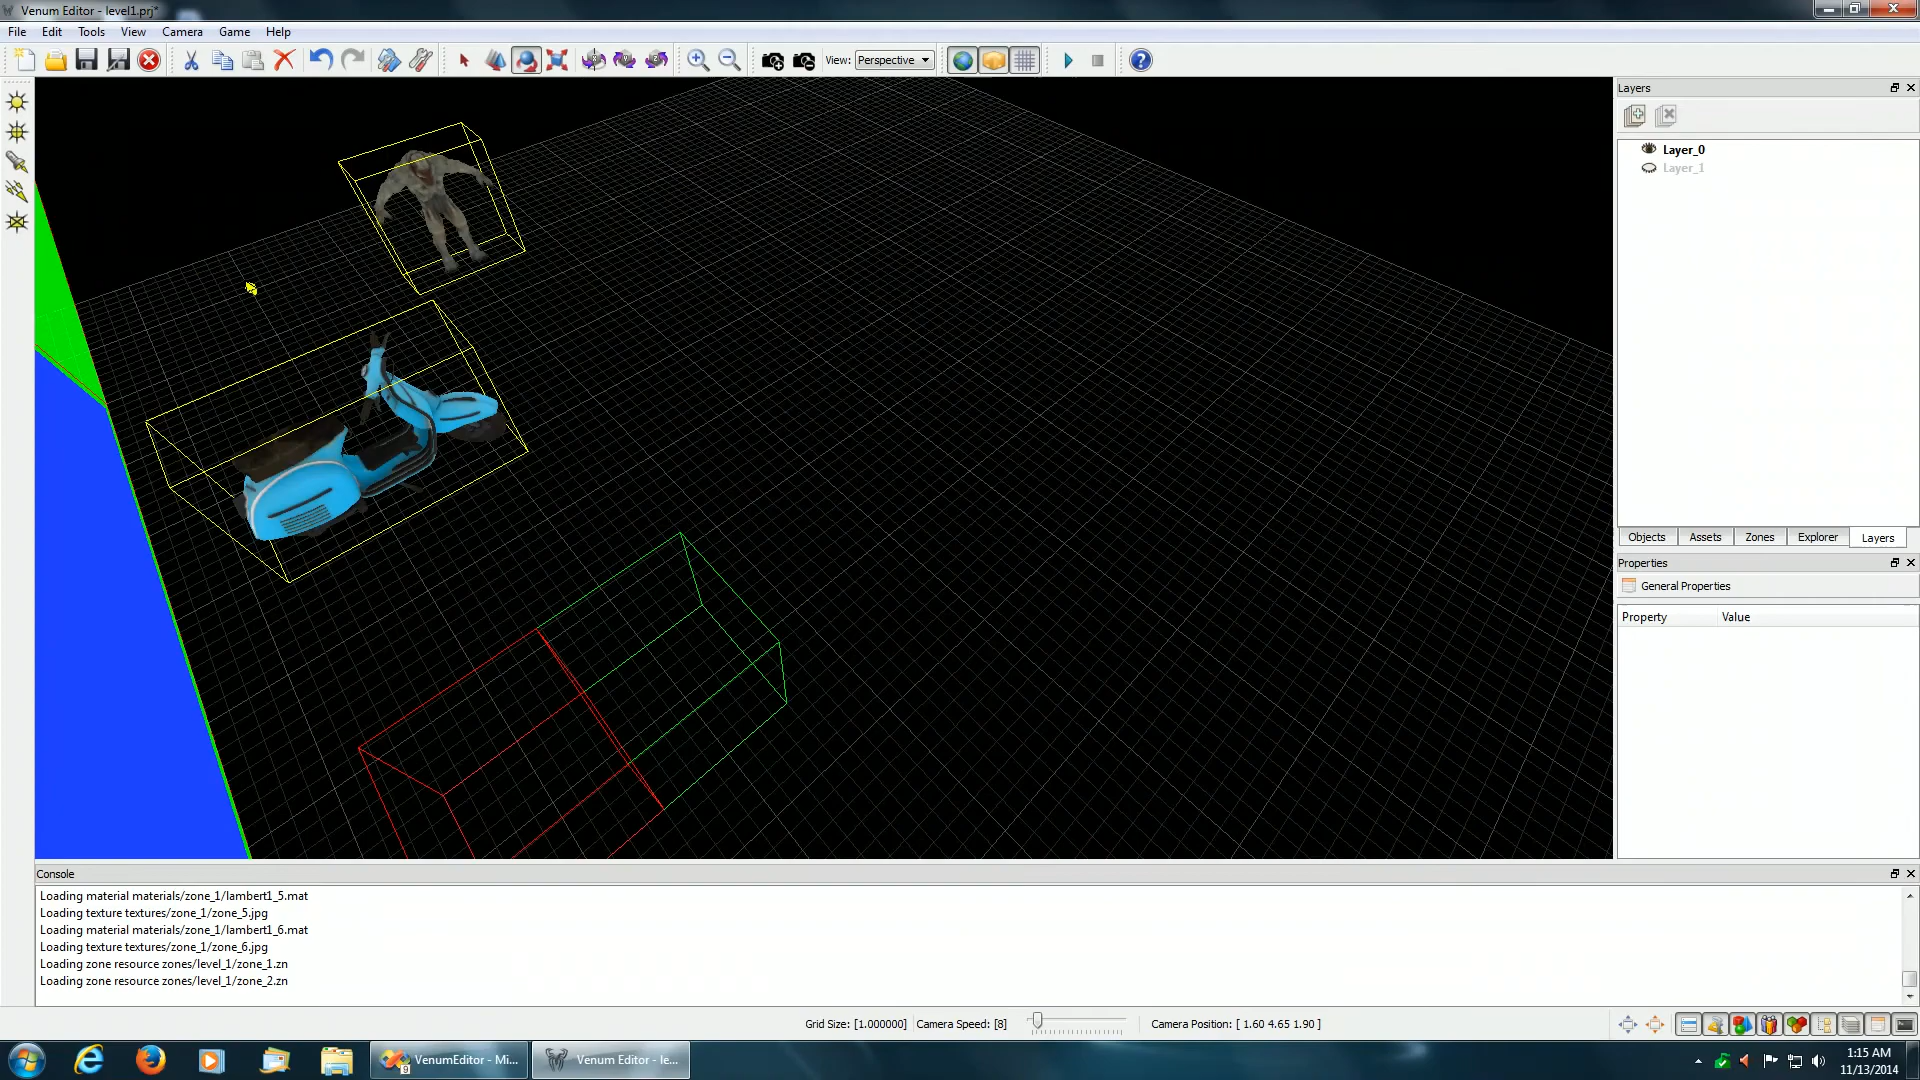 Venum Editor - level1.prj*
File Edit Tools View Camera Game Help
View: Perspective
Layers
Layer_0
Layer_1
Objects Assets Zones Explorer Layers
Properties
General Properties
Property Value
Console
Loading material materials/zone_1/lambert1_5.mat
Loading texture textures/zone_1/zone_5.jpg
Loading material materials/zone_1/lambert1_6.mat
Loading texture textures/zone_1/zone_6.jpg
Loading zone resource zones/level_1/zone_1.zn
Loading zone resource zones/level_1/zone_2.zn
Grid Size: [1.000000] Camera Speed: [8] Camera Position: [ 1.60 4.65 1.90 ]
VenumEditor - Mi... Venum Editor - le... 1:15 AM
11/13/2014